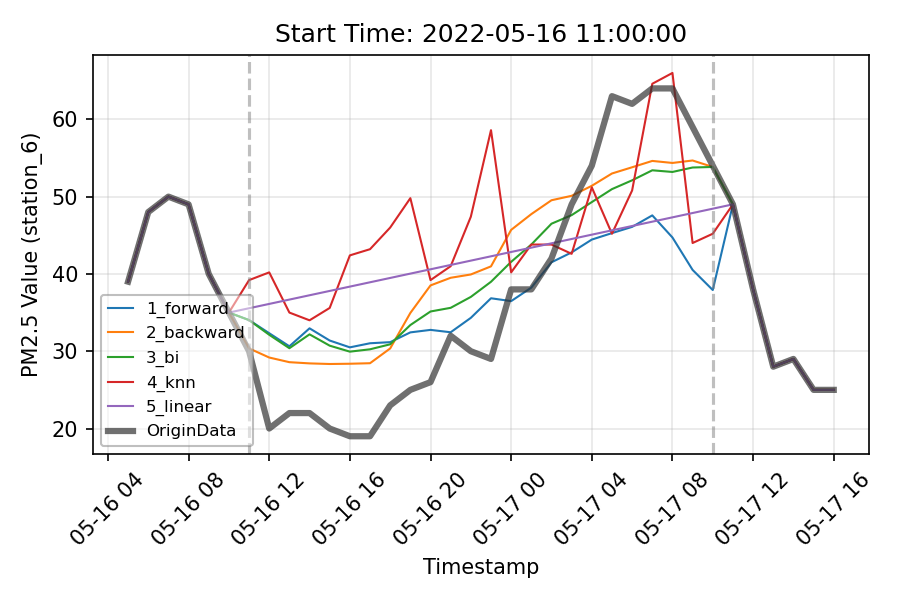 Start Time: 2022-05-16 11:00:00
PM2.5 Value (station_6)
60
50
40
30
20
1_forward
2_backward
3_bi
4_knn
5_linear
OriginData
05-16 04
05-16 08
05-16 12
05-16 16
05-16 20
05-17 00
05-17 04
05-17 08
05-17 12
05-17 16
Timestamp